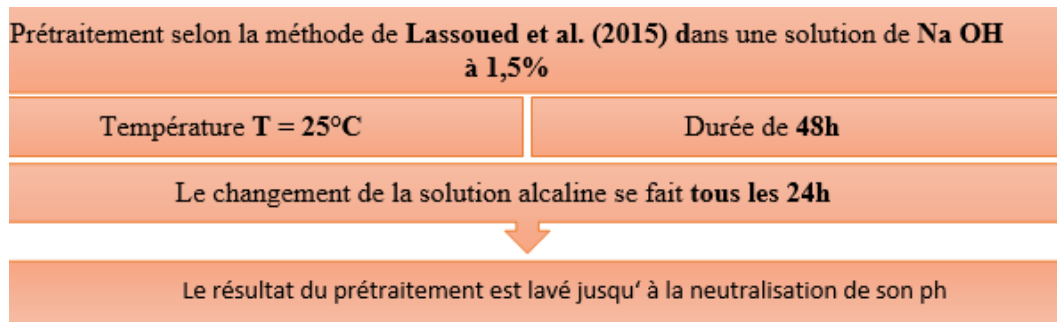 Prétraitement selon la méthode de Lassoued et al. (2015) dans une solution de Na OH
à 1,5%
Température T = 25°C
Durée de 48h
Le changement de la solution alcaline se fait tous les 24h
Le résultat du prétraitement est lavé jusqu‘ à la neutralisation de son ph